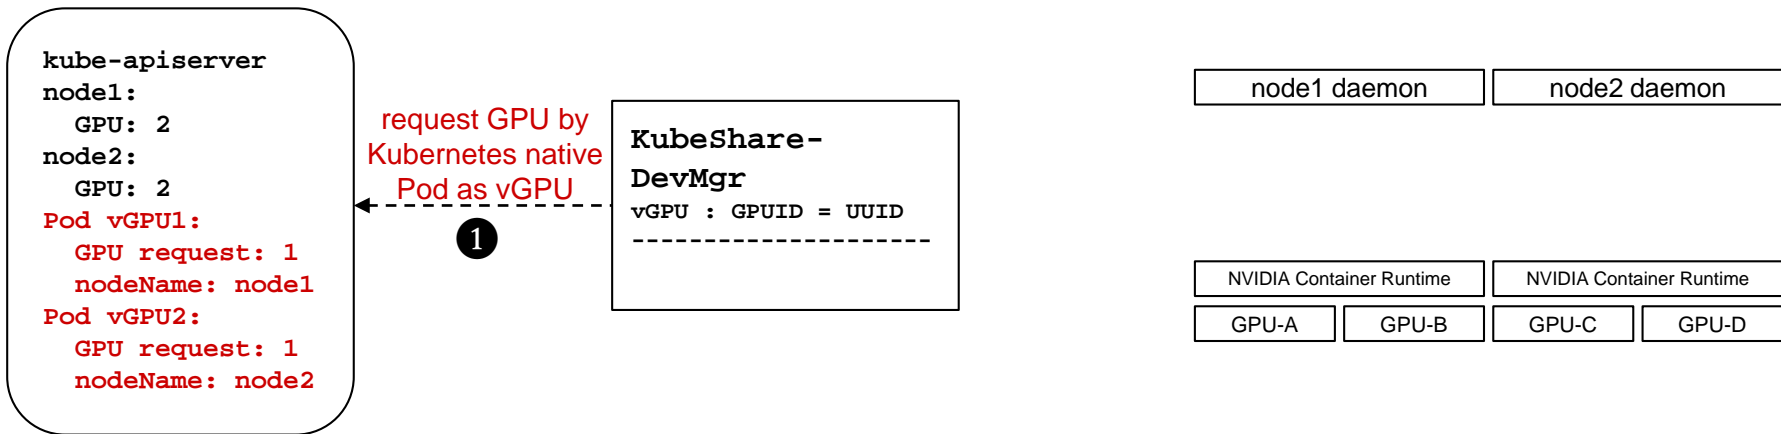 kube-apiserver
node1:
GPU: 2
node2:
GPU: 2
Pod vGPU1:
GPU request: 1
nodeName: node1
Pod vGPU2:
GPU request: 1
nodeName: node2
request GPU by
Kubernetes native
Pod as vGPU
1
KubeShare-
DevMgr
vGPU : GPUID = UUID
---------------------
node1 daemon
node2 daemon
NVIDIA Container Runtime
NVIDIA Container Runtime
GPU-A
GPU-B
GPU-C
GPU-D